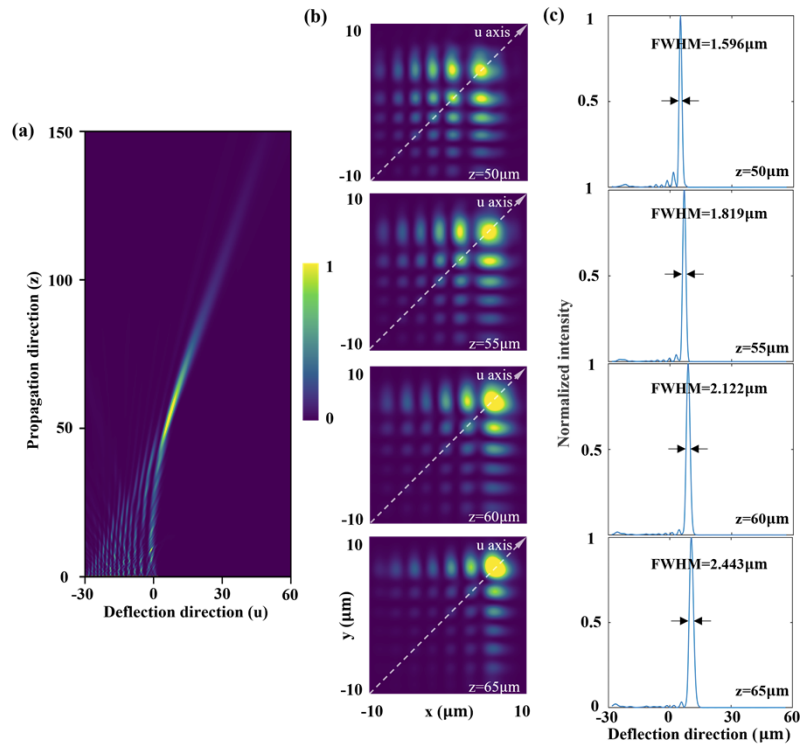 (a)
150
100
50
0
-30
0
30
60
Propagation direction (z)
Deflection direction (u)
1
0
(b)
10
u axis
z=50μm
-10
10
u axis
z=55μm
-10
10
u axis
z=60μm
-10
10
u axis
z=65μm
-10
y (μm)
-10
x (μm)
10
(c)
1
FWHM=1.596μm
0.5
z=50μm
1
FWHM=1.819μm
0.5
z=55μm
1
FWHM=2.122μm
0.5
z=60μm
1
FWHM=2.443μm
0.5
z=65μm
0
-30
0
30
60
Normalized intensity
Deflection direction (μm)